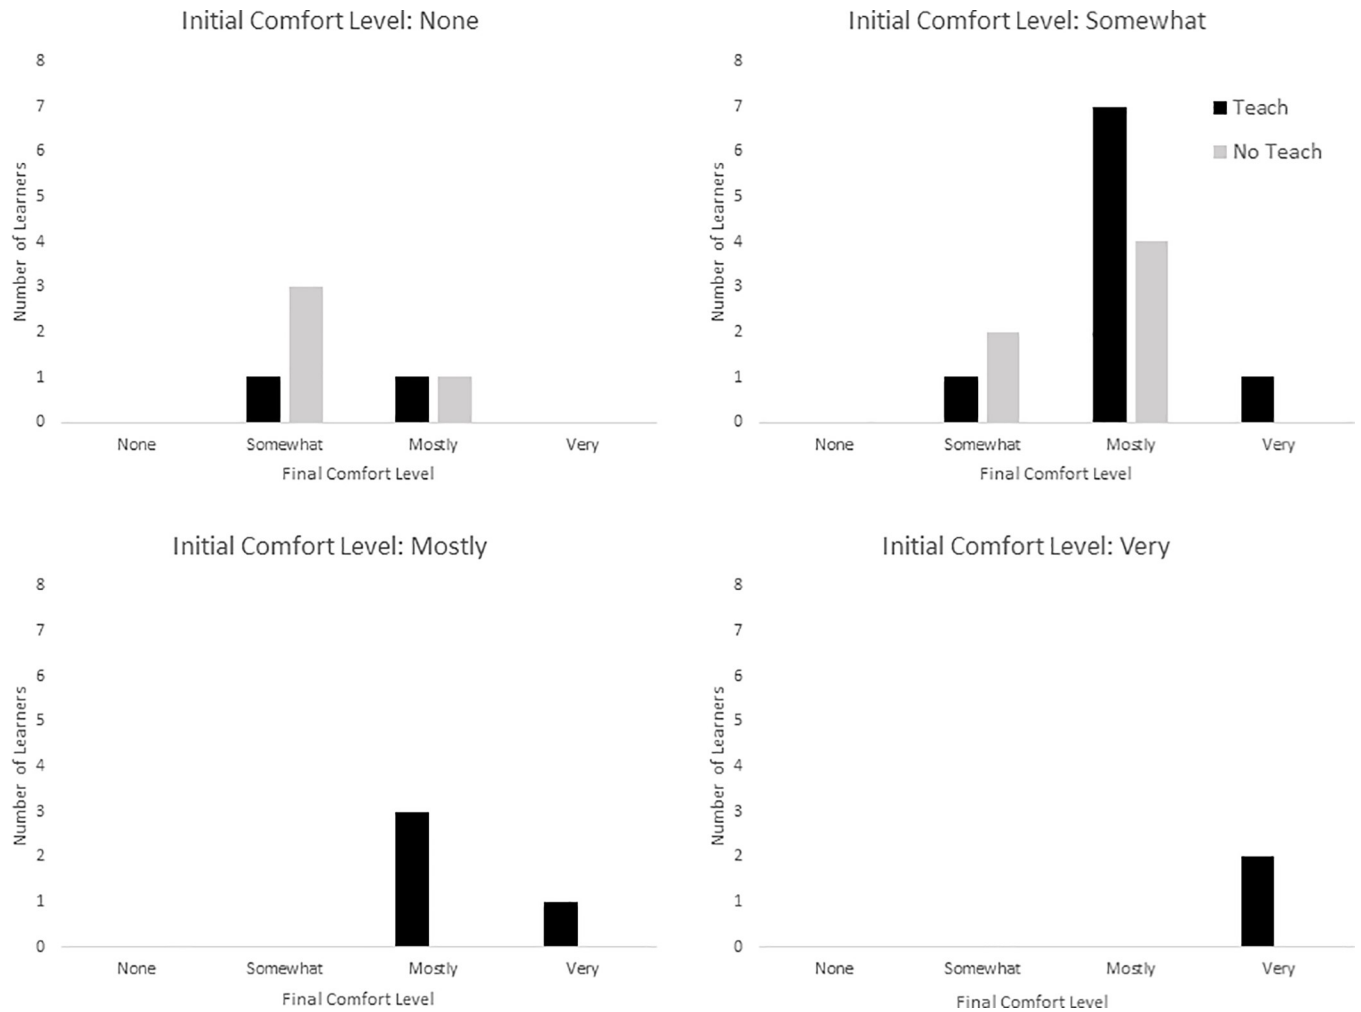 Initial Comfort Level: None
8
7
6
5
4
3
2
1
0
Number of Learners
None Somewhat Mostly Very
Final Comfort Level
Initial Comfort Level: Somewhat
8
7
6
5
4
3
2
1
0
Number of Learners
Teach
No Teach
None Somewhat Mostly Very
Final Comfort Level
Initial Comfort Level: Mostly
8
7
6
5
4
3
2
1
0
Number of Learners
None Somewhat Mostly Very
Final Comfort Level
Initial Comfort Level: Very
8
7
6
5
4
3
2
1
0
Number of Learners
None Somewhat Mostly Very
Final Comfort Level